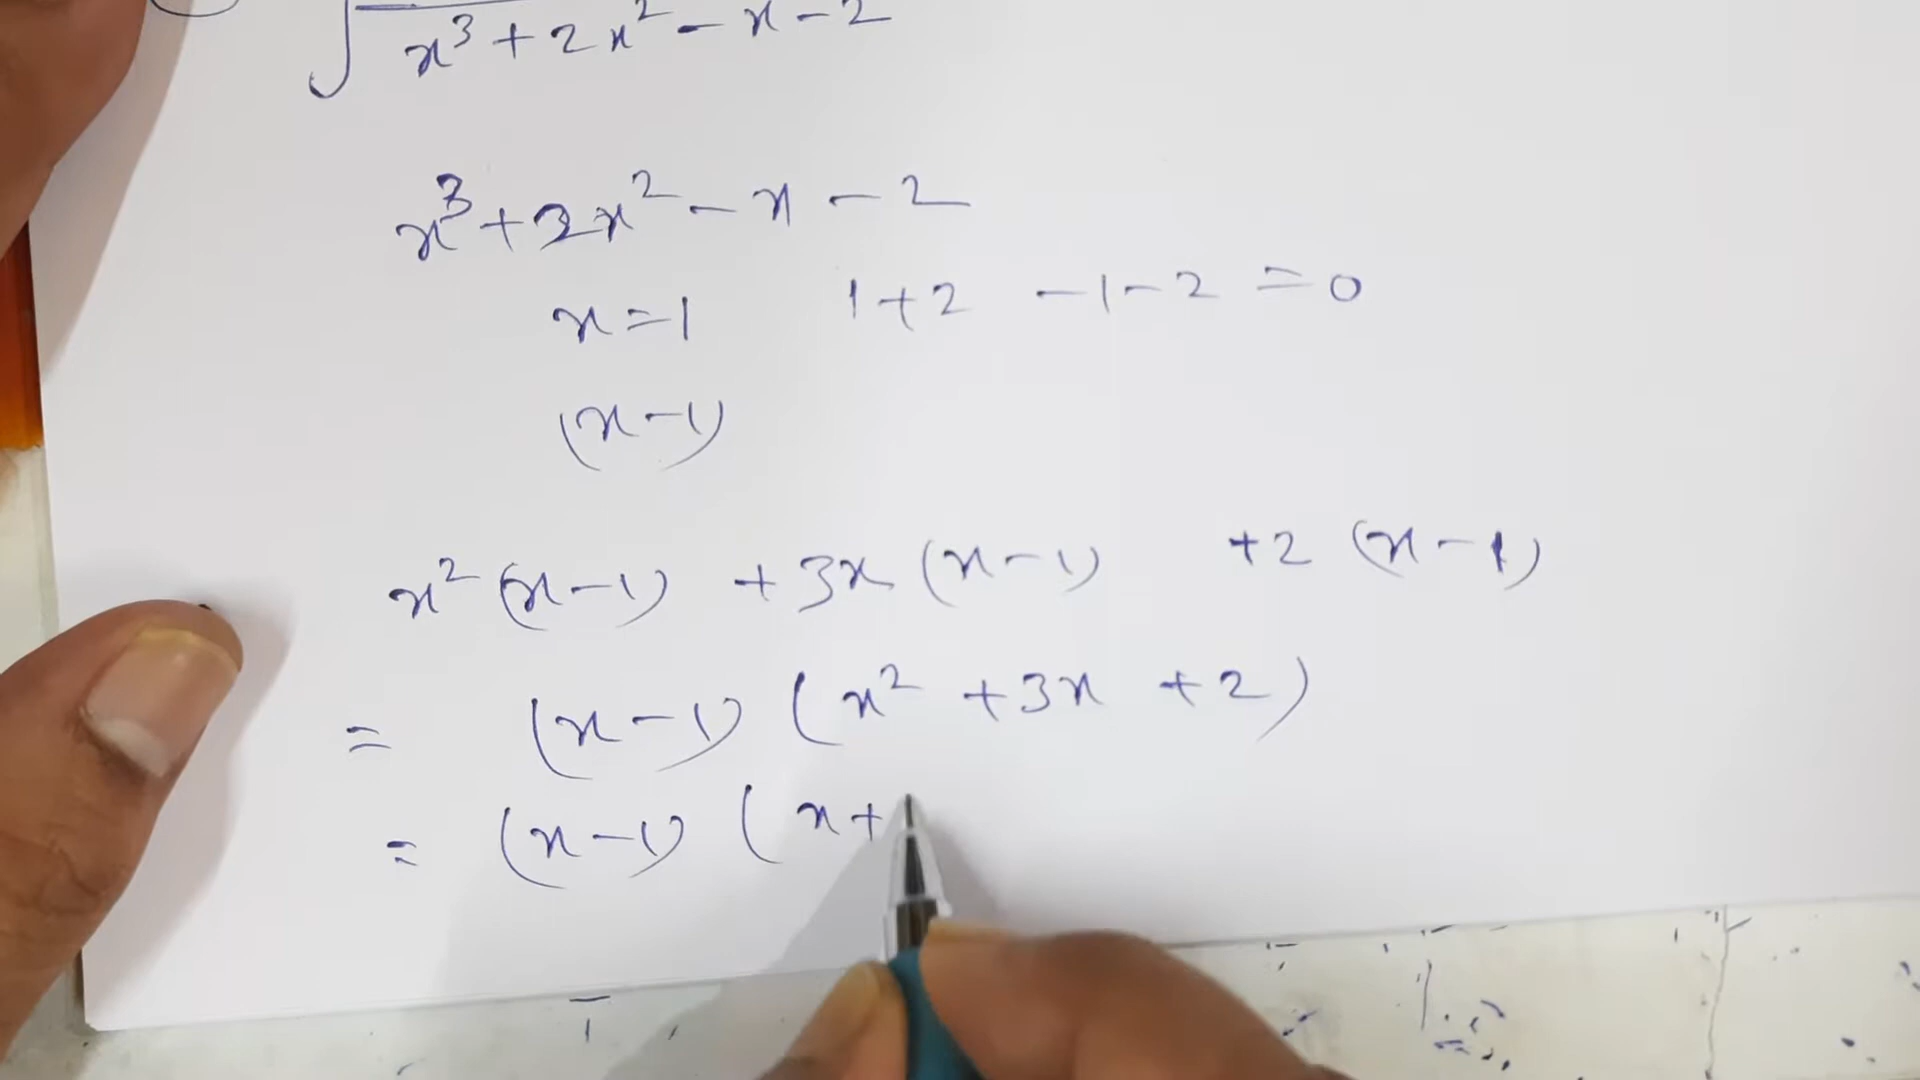 √x³+2x²-x-2
x³+2x²-x-2
x=1 1+2 -1-2 =0
(x-1)
x²(x-1) +3x(x-1) +2(x-1)
= (x-1)(x²+3x+2)
= (x-1)(x+